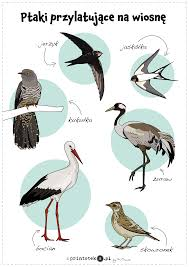 Ptaki przylatujące na wiosnę
jerzyk
jaskółka
kukułka
żuraw
bocian
skowronek
printoteka.pl